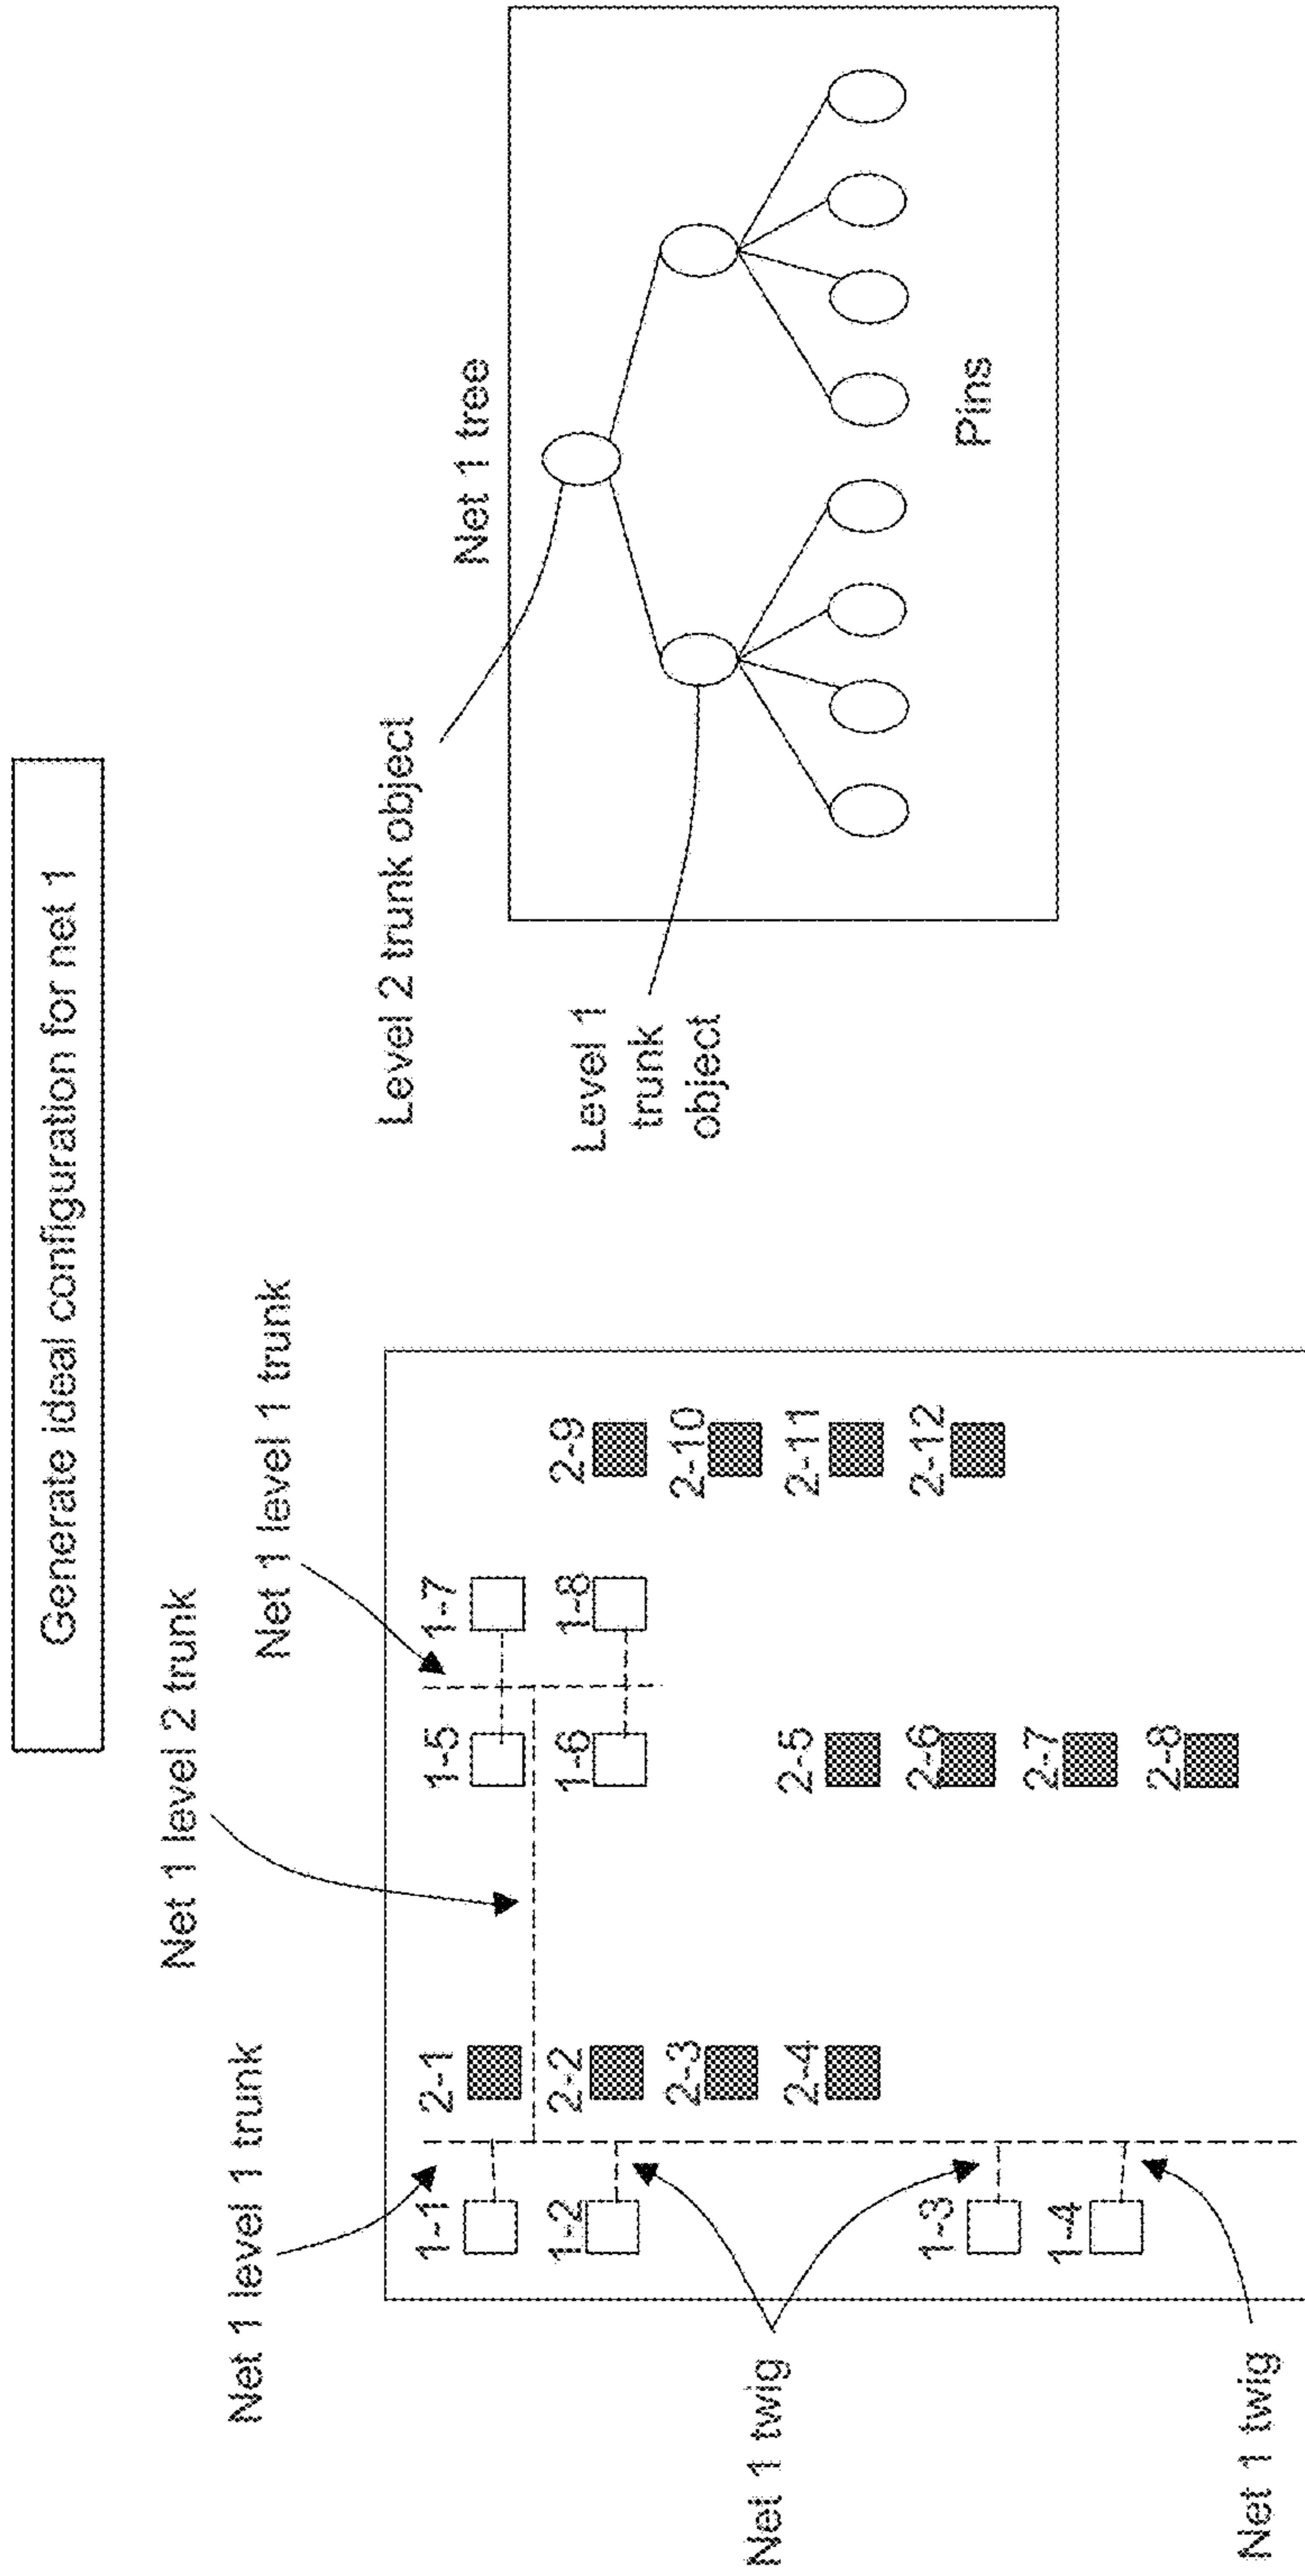 Generate ideal configuration for net 1
Net 1 level 1 trunk
Net 1 level 2 trunk
Net 1 level 1 trunk
1-1
2-1
1-5
1-7
1-2
2-2
1-6
1-8
2-9
2-3
2-10
2-4
2-5
2-11
1-3
2-6
2-12
1-4
2-7
2-8
Net 1 twig
Net 1 twig
Level 2 trunk object
Net 1 tree
Level 1
trunk
object
Pins